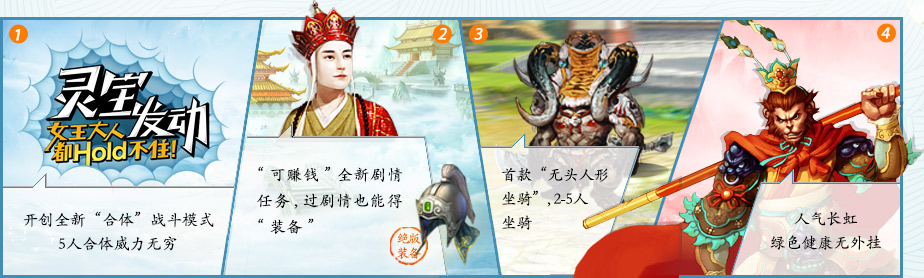 1
灵宝发动
女王大人
都Hold不住!
开创全新“合体”战斗模式
5人合体威力无穷
2
“可赚钱”全新剧情
任务,过剧情也能得
“装备”
绝版
装备
3
首款“无头人形
坐骑”,2-5人
坐骑
4
人气长虹
绿色健康无外挂